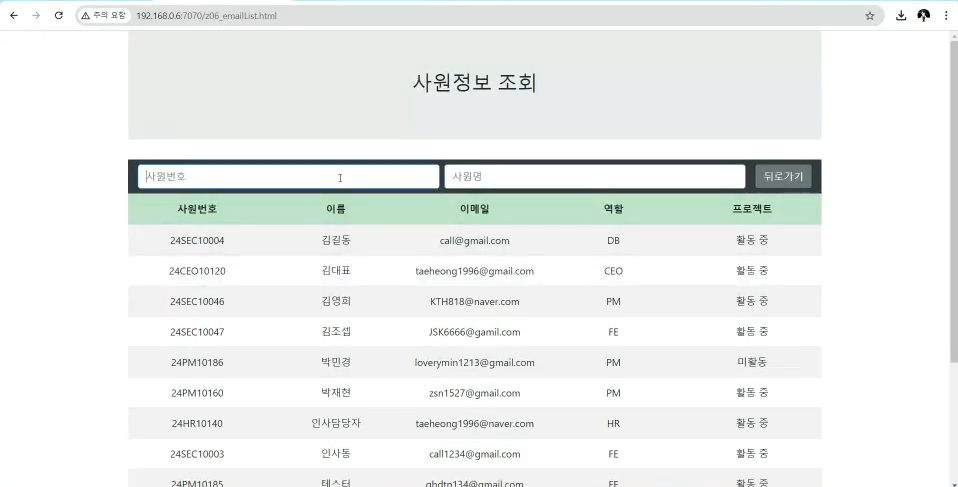 주의 요함 192.168.0.6:7070/z06_emailList.html
사원정보 조회
사원번호 사원명 뒤로가기
사원번호 이름 이메일 역할 프로젝트
24SEC10004 김길동 call@gmail.com DB 활동 중
24CEO10120 김대표 taeheong1996@gmail.com CEO 활동 중
24SEC10046 김영희 KTH818@naver.com PM 활동 중
24SEC10047 김조셉 JSK6666@gamil.com FE 활동 중
24PM10186 박민경 loverymin1213@gmail.com PM 미활동
24PM10160 박재현 zsn1527@gmail.com PM 활동 중
24HR10140 인사담당자 taeheong1996@naver.com HR 활동 중
24SEC10003 인사동 call1234@gmail.com FE 활동 중
24PM10185 테스터 qhdtn134@gmail.com FE 활동 중